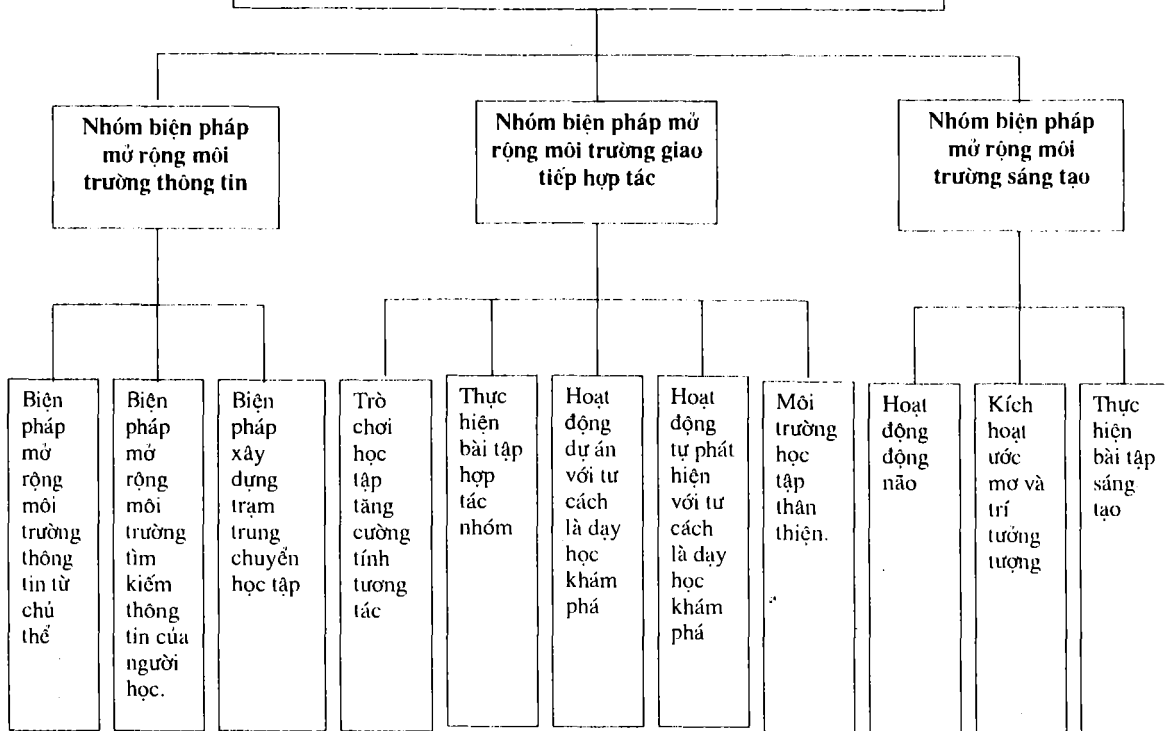 Nhóm biện pháp
mở rộng môi
trường thông tin
Nhóm biện pháp mở
rộng môi trường giao
tiếp hợp tác
Nhóm biện pháp
mở rộng môi
trường sáng tạo
Biện
pháp
mở
rộng
môi
trường
thông
tin từ
chủ
thể
Biện
pháp
mở
rộng
môi
trường
tìm
kiếm
thông
tin của
người
học.
Biện
pháp
xây
dựng
trạm
trung
chuyển
học tập
Trò
chơi
học
tập
tăng
cường
tính
tương
tác
Thực
hiện
bài tập
hợp
tác
nhóm
Hoạt
động
dự án
với tư
cách
là dạy
học
khám
phá
Hoạt
động
tự phát
hiện
với tư
cách
là dạy
học
khám
phá
Môi
trường
học
tập
thân
thiện.
Hoạt
động
não
Kích
hoạt
ước
mơ và
trí
tưởng
tượng
Thực
hiện
bài tập
sáng
tạo